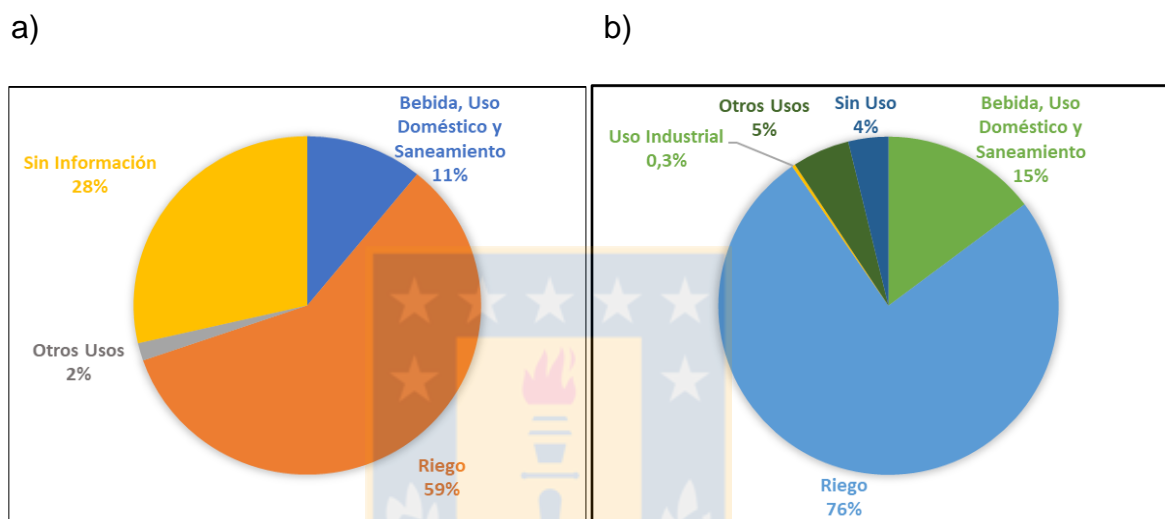 a)
Bebida, Uso
Doméstico y
Saneamiento
11%
Sin Información
28%
Otros Usos
2%
Riego
59%
b)
Otros Usos
5%
Sin Uso
4%
Bebida, Uso
Doméstico y
Saneamiento
15%
Uso Industrial
0,3%
Riego
76%